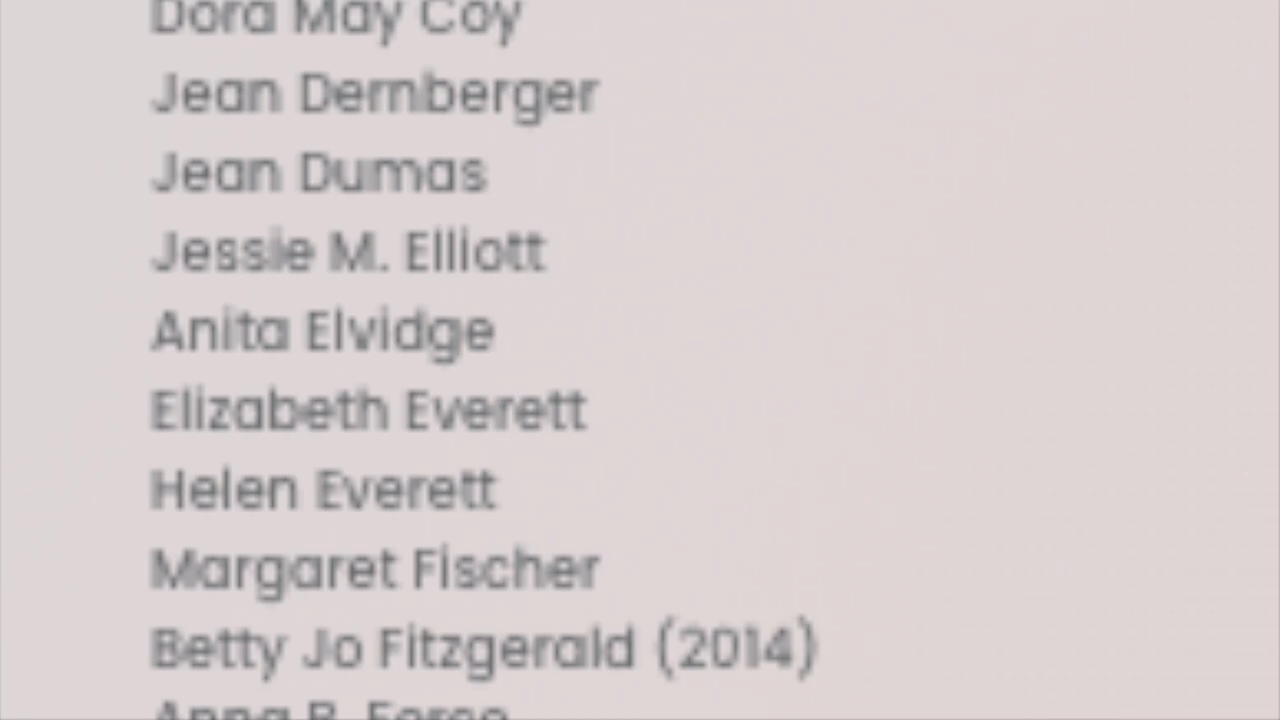 Dora May Coy
Jean Dernberger
Jean Dumas
Jessie M. Elliott
Anita Elvidge
Elizabeth Everett
Helen Everett
Margaret Fischer
Betty Jo Fitzgerald (2014)
Anna B.